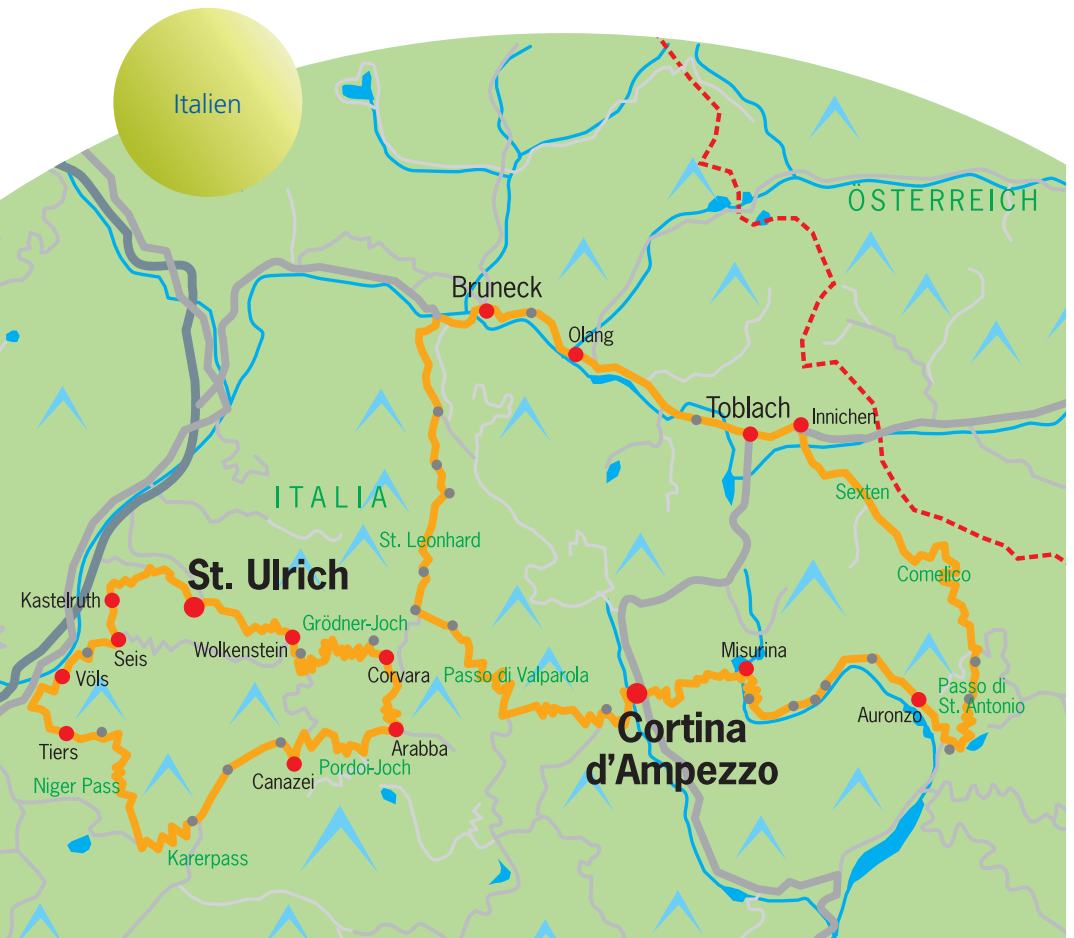 Italien
ÖSTERREICH
Bruneck
Olang
Toblach
Innichen
ITALIA
Sexten
St. Leonhard
Comelico
St. Ulrich
Kastelruth
Grödner-Joch
Wolkenstein
Seis
Misurina
Corvara
Passo di Valparola
Völs
Passo di
St. Antonio
Auronzo
Cortina
d'Ampezzo
Tiers
Arabba
Pordoi-Joch
Canazei
Niger Pass
Karerpass